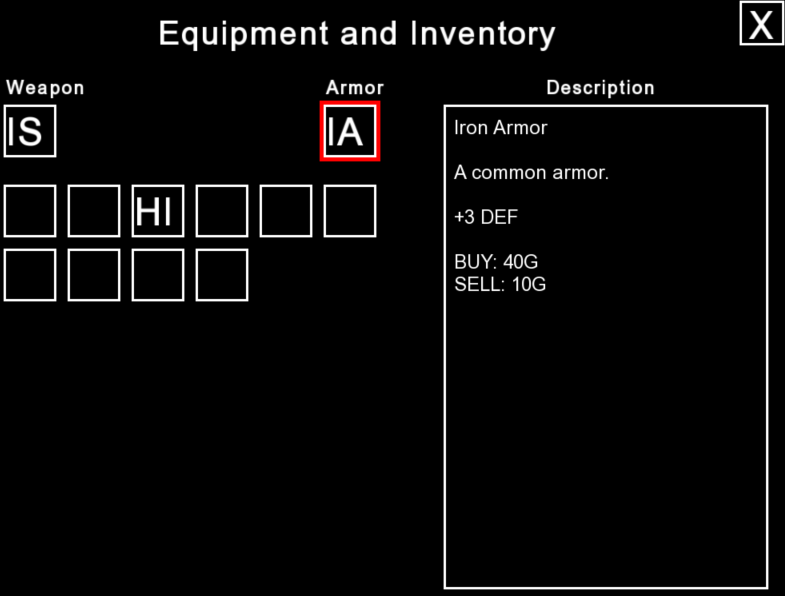 Equipment and Inventory
X
Weapon
Armor
Description
IS
IA
HI
Iron Armor
A common armor.
+3 DEF
BUY: 40G
SELL: 10G